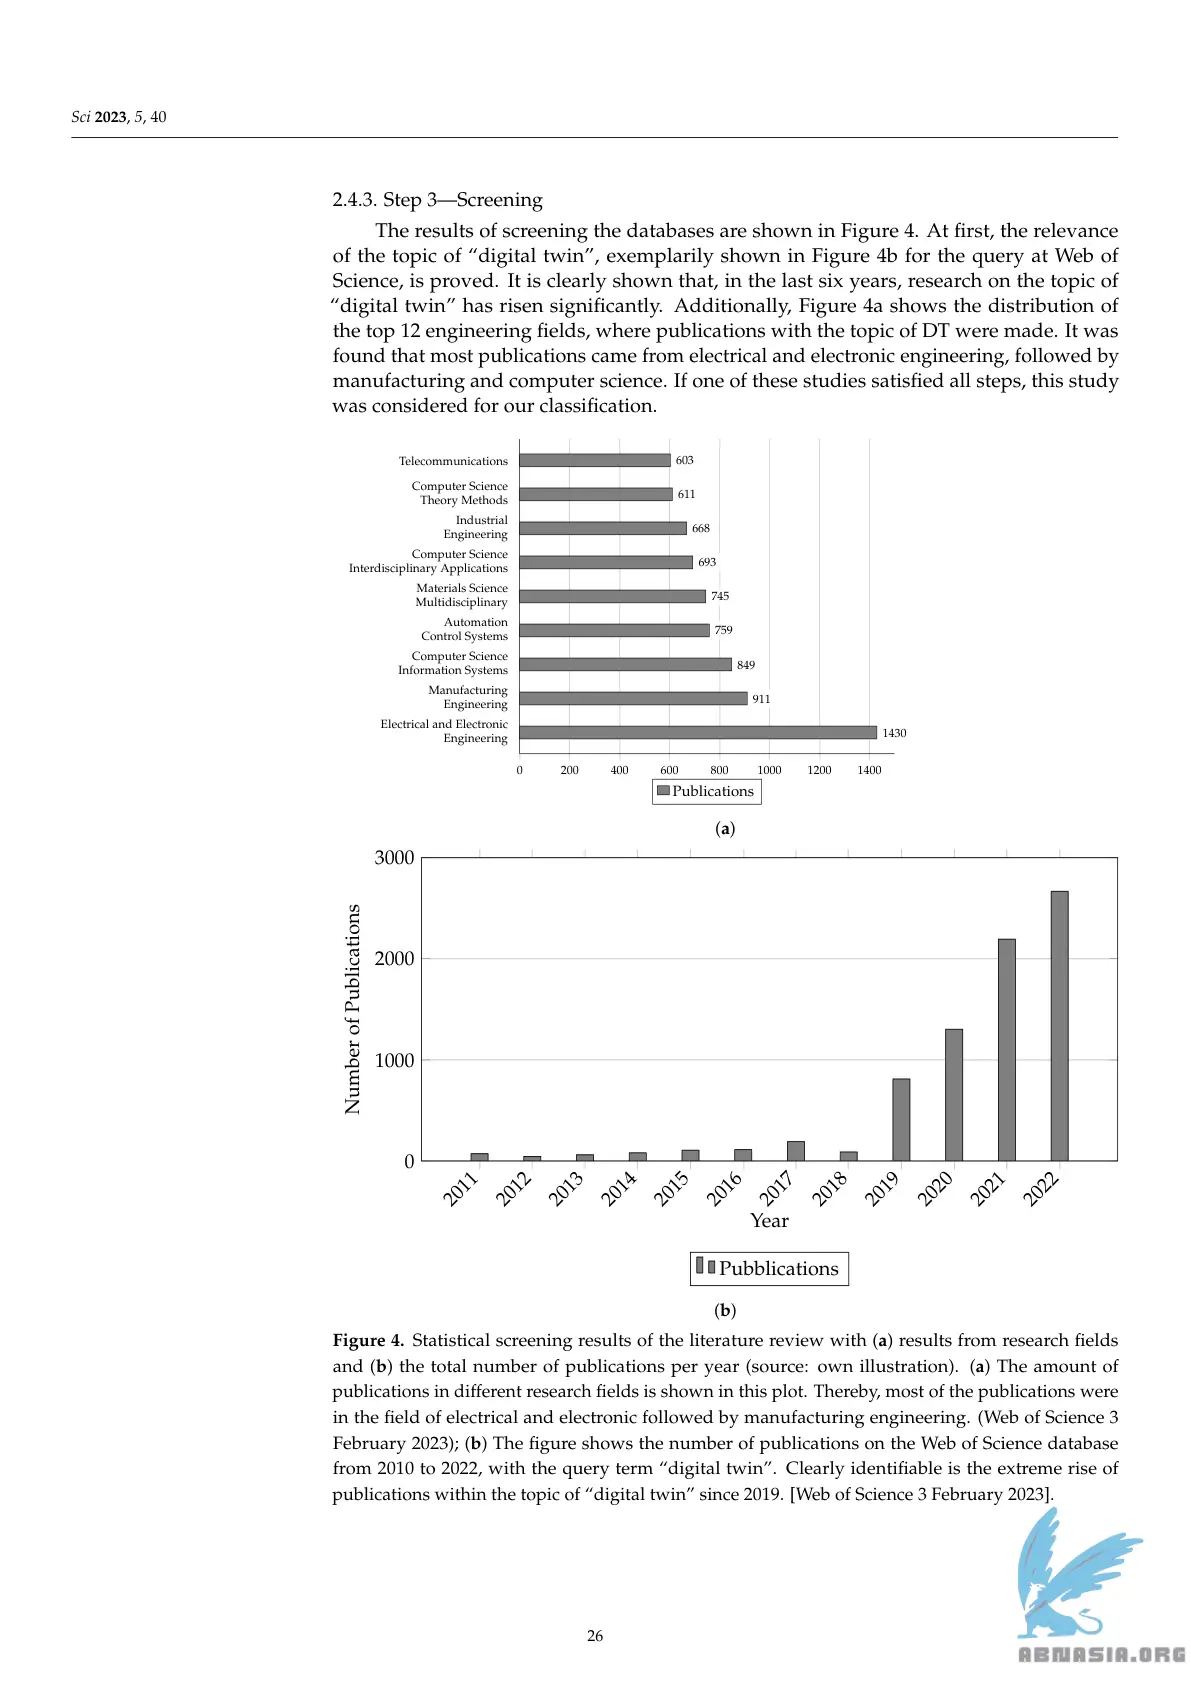 Sci 2023, 5, 40
2.4.3. Step 3—Screening
The results of screening the databases are shown in Figure 4. At first, the relevance
of the topic of “digital twin”, exemplarily shown in Figure 4b for the query at Web of
Science, is proved. It is clearly shown that, in the last six years, research on the topic of
“digital twin” has risen significantly. Additionally, Figure 4a shows the distribution of
the top 12 engineering fields, where publications with the topic of DT were made. It was
found that most publications came from electrical and electronic engineering, followed by
manufacturing and computer science. If one of these studies satisfied all steps, this study
was considered for our classification.
Telecommunications
603
Computer Science
Theory Methods
611
Industrial
Engineering
668
Computer Science
Interdisciplinary Applications
693
Materials Science
Multidisciplinary
745
Automation
Control Systems
759
Computer Science
Information Systems
849
Manufacturing
Engineering
911
Electrical and Electronic
Engineering
1430
0 200 400 600 800 1000 1200 1400
Publications
(a)
3000
2000
1000
0
Number of Publications
2011 2012 2013 2014 2015 2016 2017 2018 2019 2020 2021 2022
Year
Pubblications
(b)
Figure 4. Statistical screening results of the literature review with (a) results from research fields
and (b) the total number of publications per year (source: own illustration). (a) The amount of
publications in different research fields is shown in this plot. Thereby, most of the publications were
in the field of electrical and electronic followed by manufacturing engineering. (Web of Science 3
February 2023); (b) The figure shows the number of publications on the Web of Science database
from 2010 to 2022, with the query term “digital twin”. Clearly identifiable is the extreme rise of
publications within the topic of “digital twin” since 2019. [Web of Science 3 February 2023].
26
ABNASIA.ORG